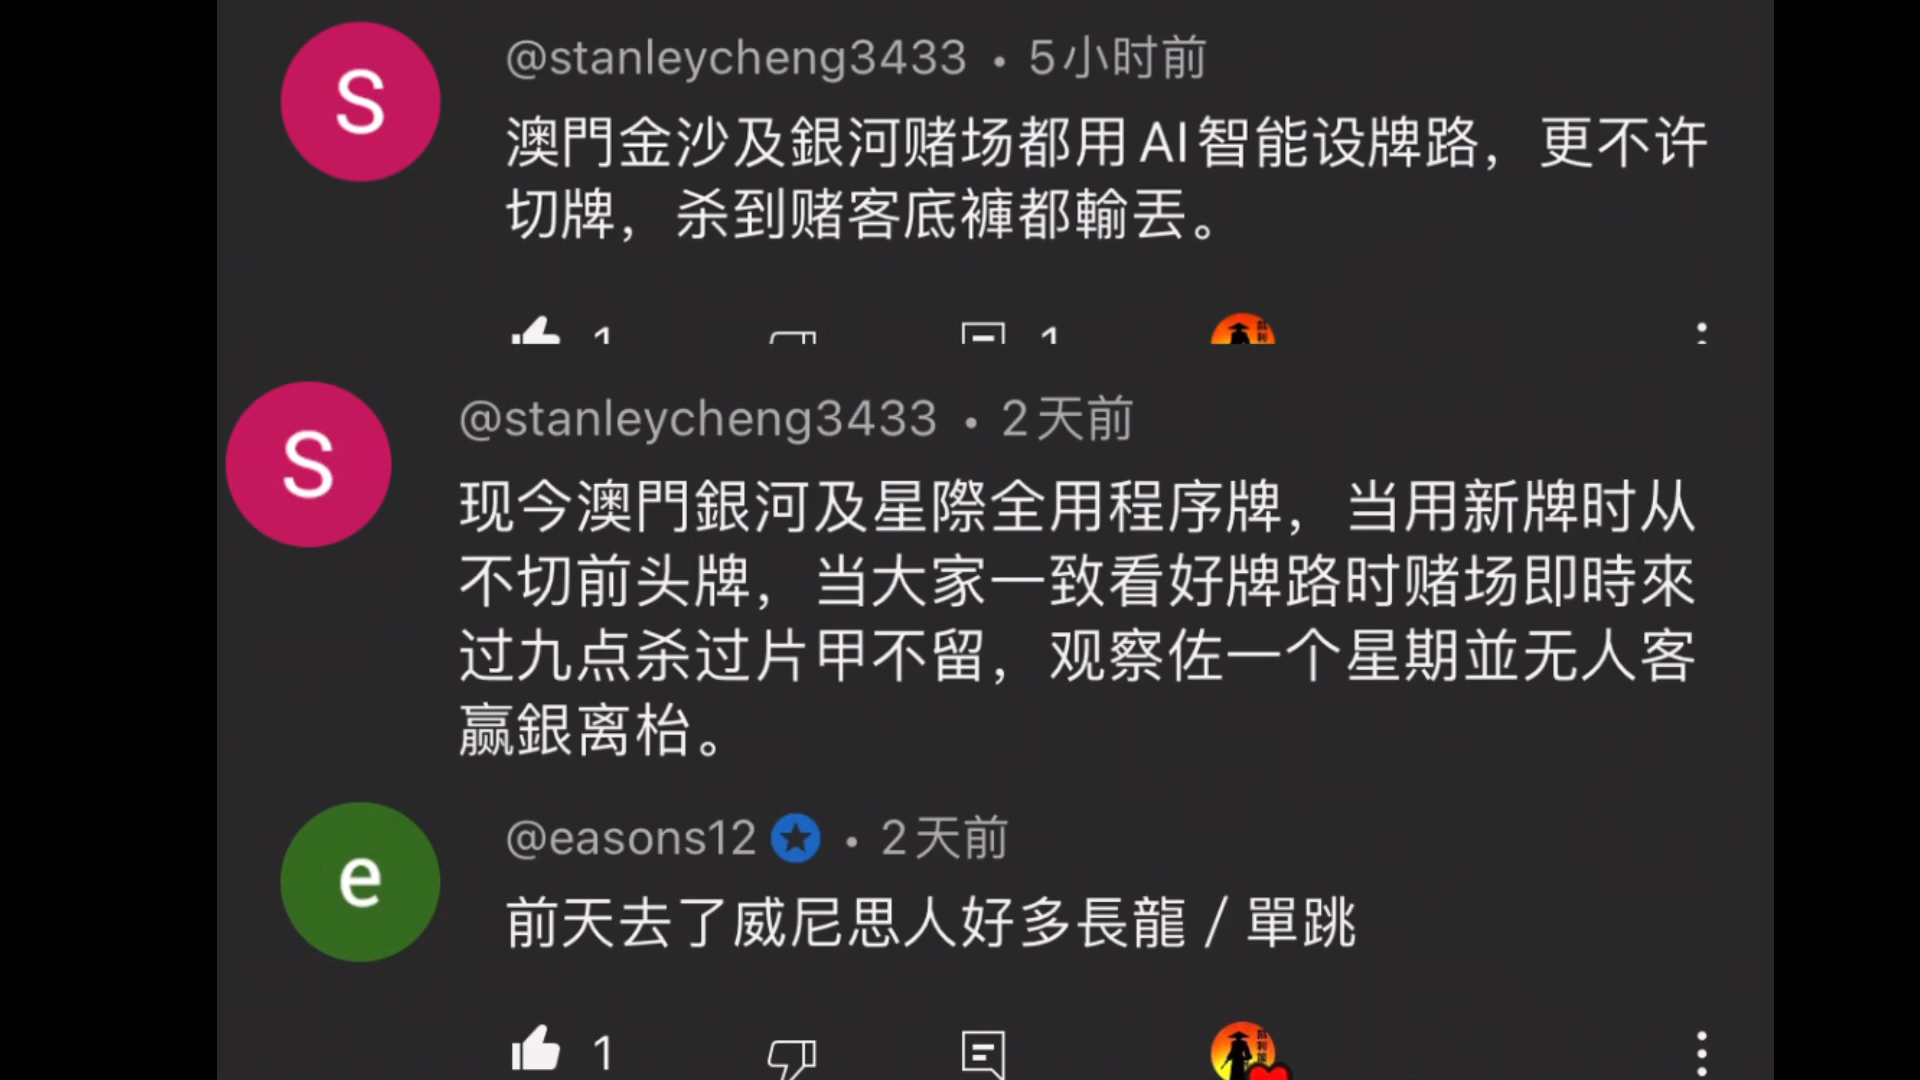 S
@stanleycheng3433 • 5小时前
澳門金沙及銀河赌场都用AI智能设牌路，更不许
切牌，杀到赌客底褲都輸丟。
1
1
S
@stanleycheng3433 • 2天前
现今澳門銀河及星際全用程序牌，当用新牌时从
不切前头牌，当大家一致看好牌路时赌场即時來
过九点杀过片甲不留，观察佐一个星期並无人客
赢銀离枱。
e
@easons12 • 2天前
前天去了威尼思人好多長龍 / 單跳
1